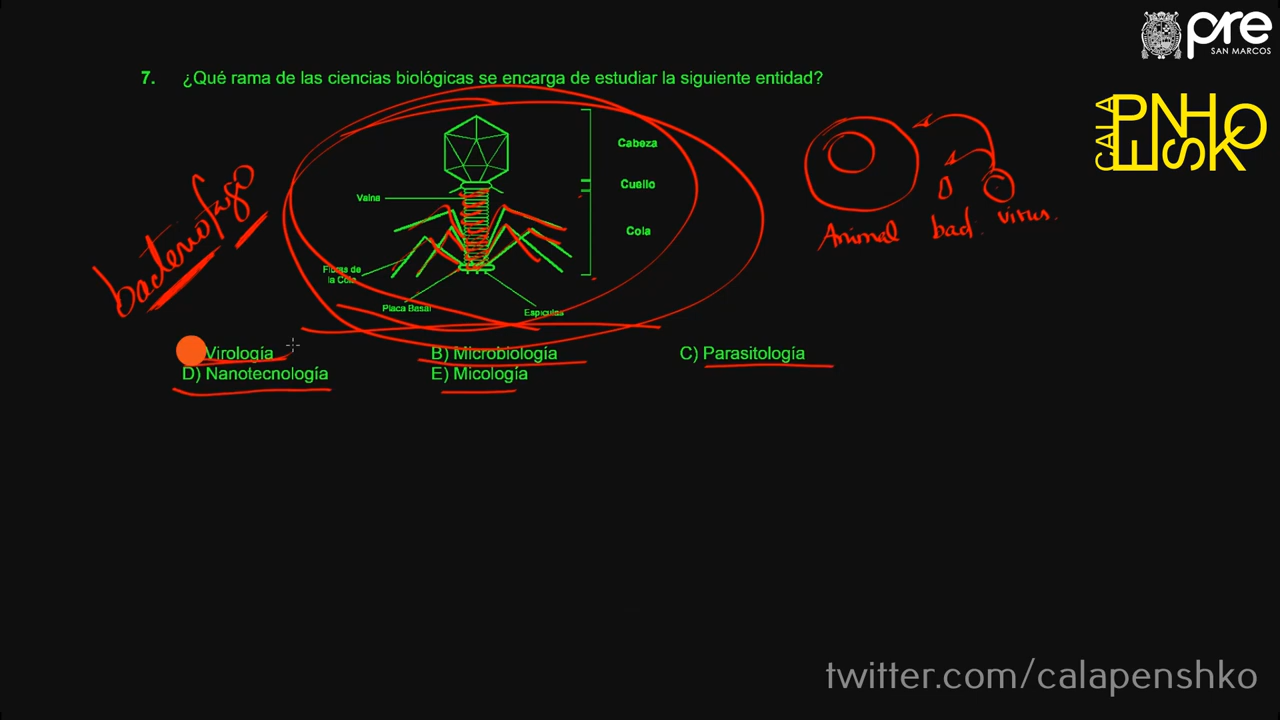 pre
SAN MARCOS
CALA
PENSHKO
7. ¿Qué rama de las ciencias biológicas se encarga de estudiar la siguiente entidad?
Cabeza
Cuello
Vaina
Cola
Fibras de
la Cola
Placa Basal
Espículas
bacteriofago
Animal bad. virus.
Virología
B) Microbiología
C) Parasitología
D) Nanotecnología
E) Micología
twitter.com/calapenshko